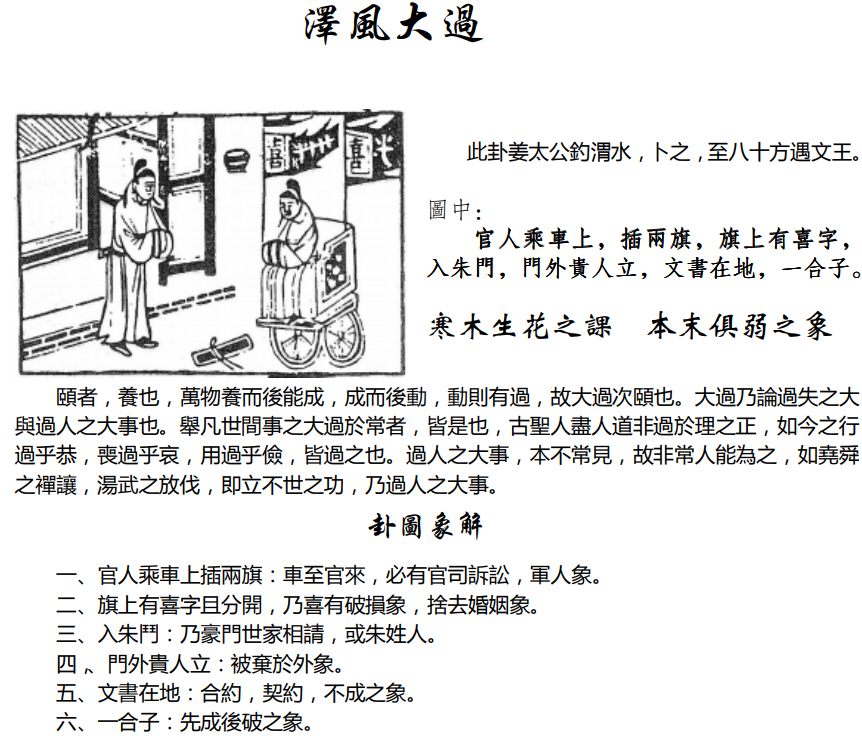 澤風大過
喜
喜
此卦姜太公釣渭水，卜之，至八十方遇文王。
圖中：
官人乘車上，插兩旗，旗上有喜字，
入朱門，門外貴人立，文書在地，一合子。
寒木生花之課　本末俱弱之象
頤者，養也，萬物養而後能成，成而後動，動則有過，故大過次頤也。大過乃論過失之大
與過人之大事也。舉凡世間事之大過於常者，皆是也，古聖人盡人道非過於理之正，如今之行
過乎恭，喪過乎哀，用過乎儉，皆過之也。過人之大事，本不常見，故非常人能為之，如堯舜
之禪讓，湯武之放伐，即立不世之功，乃過人之大事。
卦圖象解
一、官人乘車上插兩旗：車至官來，必有官司訴訟，軍人象。
二、旗上有喜字且分開，乃喜有破損象，捨去婚姻象。
三、入朱鬥：乃豪門世家相請，或朱姓人。
四，、門外貴人立：被棄於外象。
五、文書在地：合約，契約，不成之象。
六、一合子：先成後破之象。